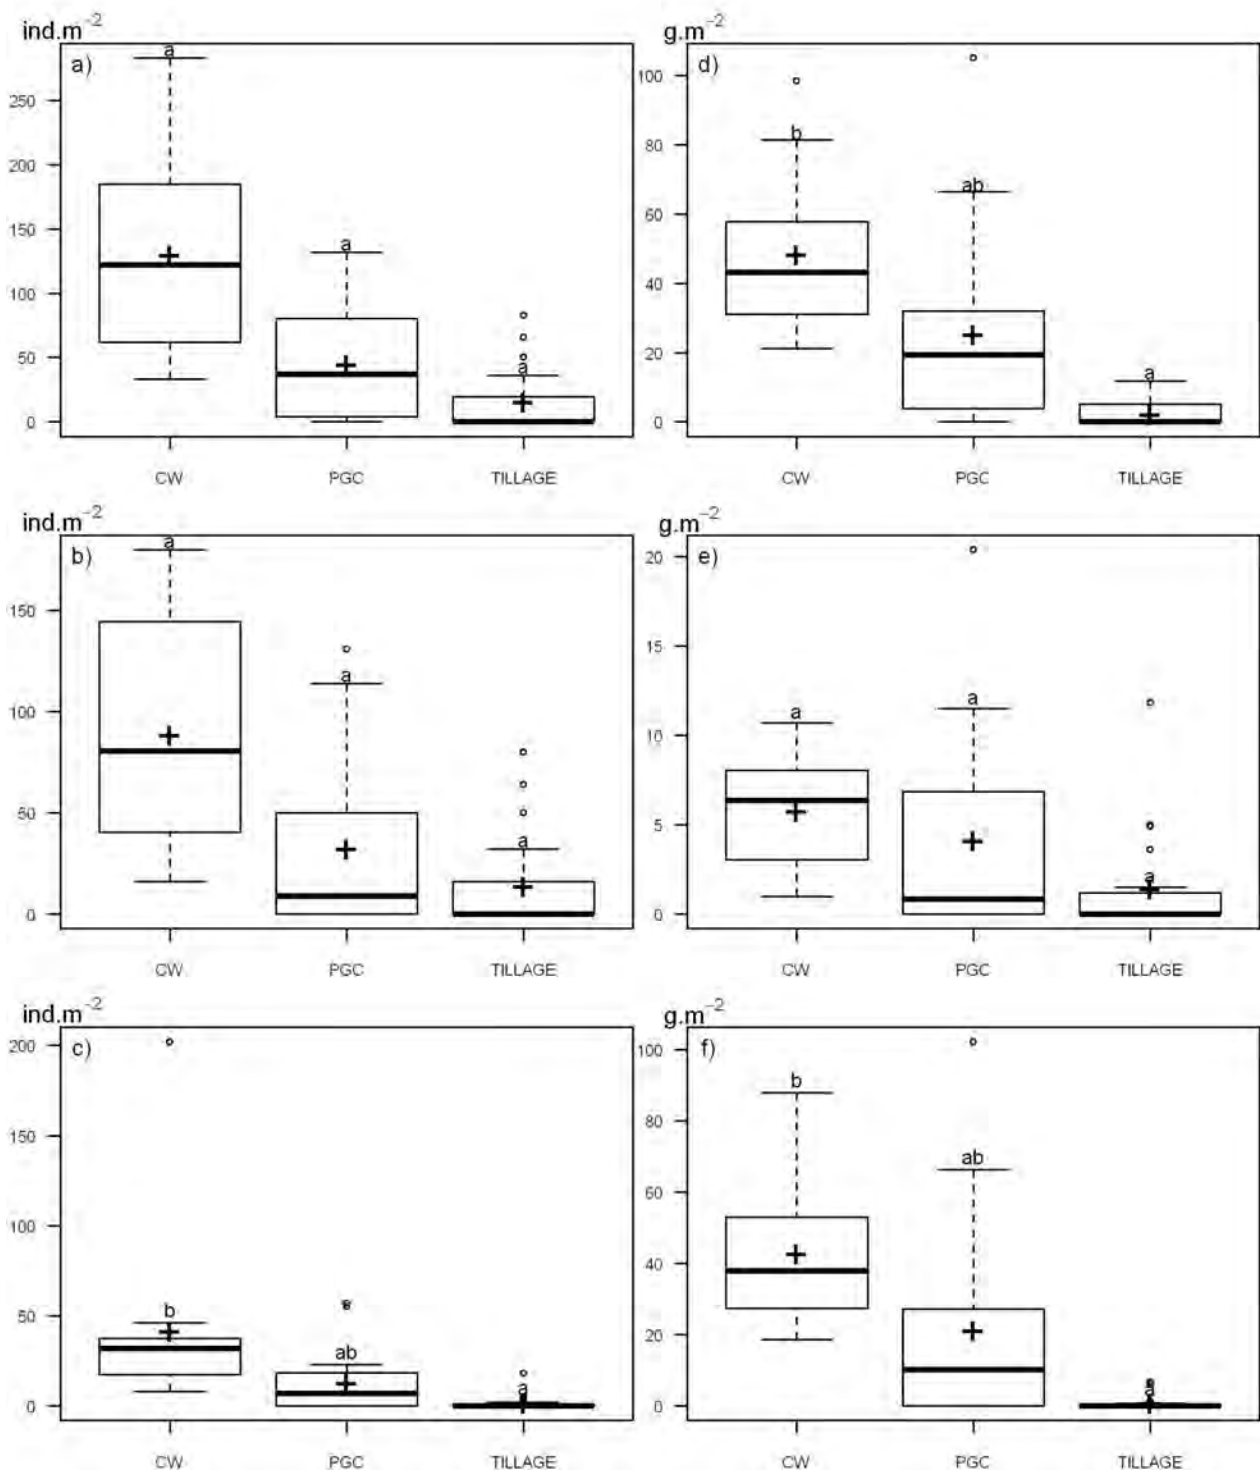 ind.m⁻²
a)
a
a
a
250
200
150
100
50
0
CW PGC TILLAGE
g.m⁻²
d)
b
ab
a
100
80
60
40
20
0
CW PGC TILLAGE
ind.m⁻²
b)
a
a
a
150
100
50
0
CW PGC TILLAGE
g.m⁻²
e)
a
a
a
20
15
10
5
0
CW PGC TILLAGE
ind.m⁻²
c)
b
ab
a
200
150
100
50
0
CW PGC TILLAGE
g.m⁻²
f)
b
ab
100
80
60
40
20
0
CW PGC TILLAGE